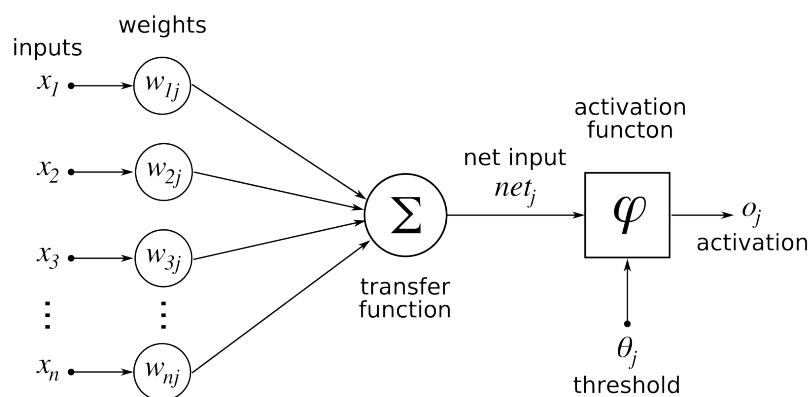 weights
inputs
x₁
w₁ⱼ
activation
functon
x₂
w₂ⱼ
net input
netⱼ
Σ
φ
oⱼ
activation
x₃
w₃ⱼ
transfer
function
⋮
⋮
xₙ
wₙⱼ
θⱼ
threshold